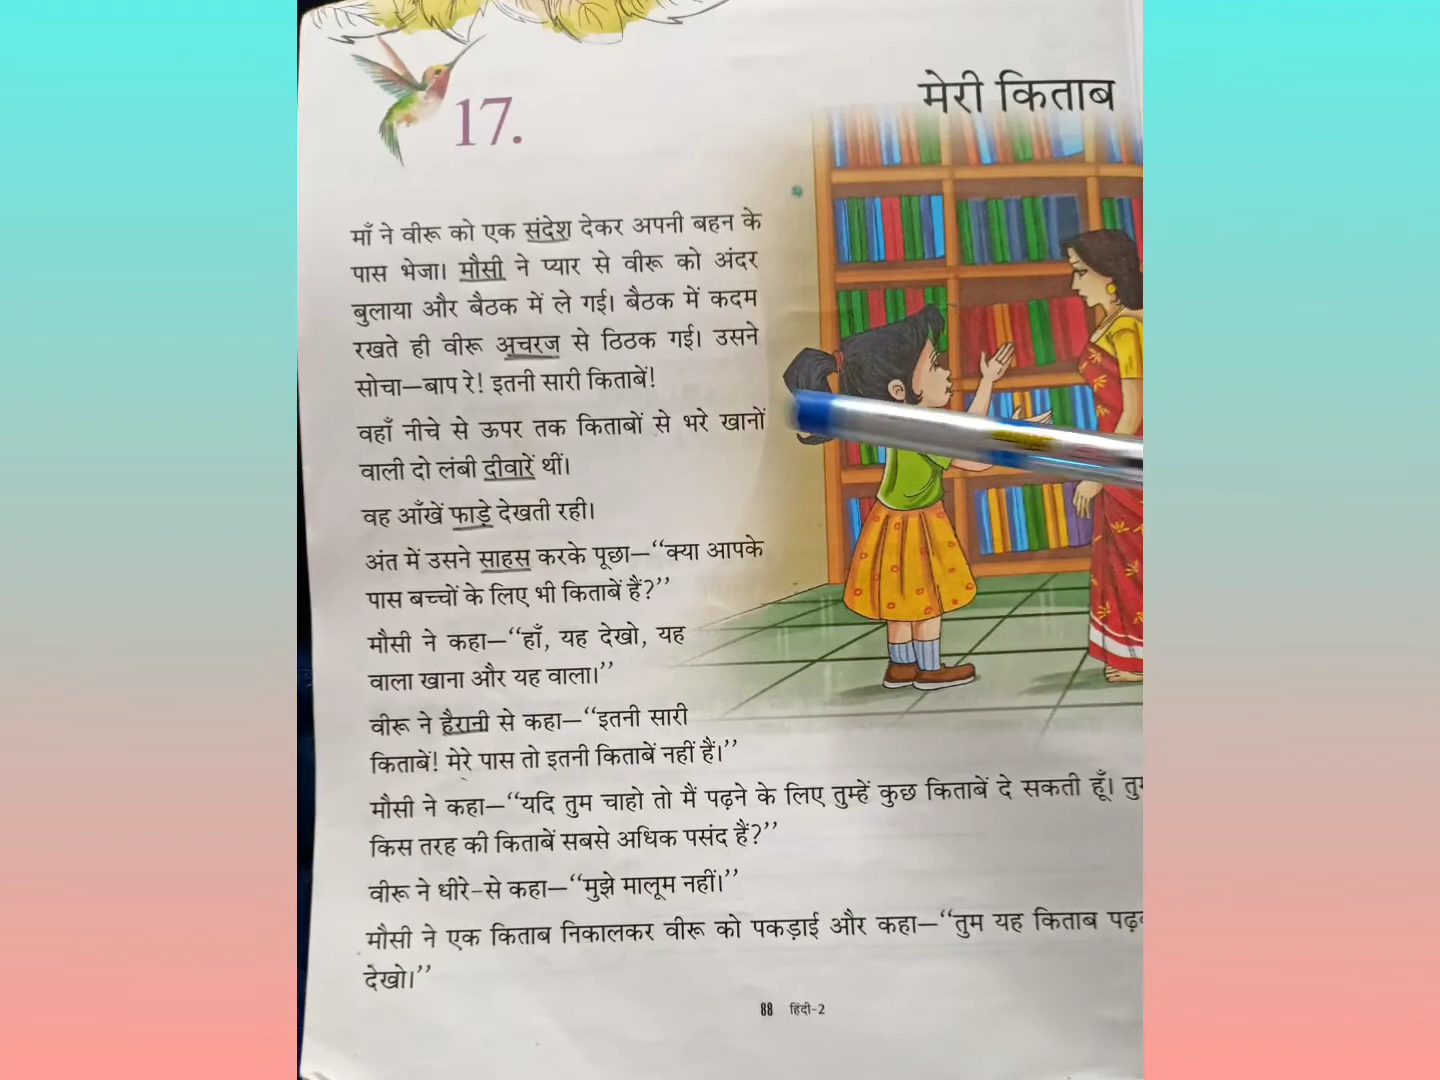 17.
मेरी किताब
माँ ने वीरू को एक संदेश देकर अपनी बहन के
पास भेजा। मौसी ने प्यार से वीरू को अंदर
बुलाया और बैठक में ले गई। बैठक में कदम
रखते ही वीरू अचरज से ठिठक गई। उसने
सोचा—बाप रे! इतनी सारी किताबें!
वहाँ नीचे से ऊपर तक किताबों से भरे खानों
वाली दो लंबी दीवारें थीं।
वह आँखें फाड़े देखती रही।
अंत में उसने साहस करके पूछा—‘‘क्या आपके
पास बच्चों के लिए भी किताबें हैं?’’
मौसी ने कहा—‘‘हाँ, यह देखो, यह
वाला खाना और यह वाला।’’
वीरू ने हैरानी से कहा—‘‘इतनी सारी
किताबें! मेरे पास तो इतनी किताबें नहीं हैं।’’
मौसी ने कहा—‘‘यदि तुम चाहो तो मैं पढ़ने के लिए तुम्हें कुछ किताबें दे सकती हूँ।
किस तरह की किताबें सबसे अधिक पसंद हैं?’’
वीरू ने धीरे-से कहा—‘‘मुझे मालूम नहीं।’’
मौसी ने एक किताब निकालकर वीरू को पकड़ाई और कहा—‘‘तुम यह किताब
देखो।’’
88 हिंदी-2